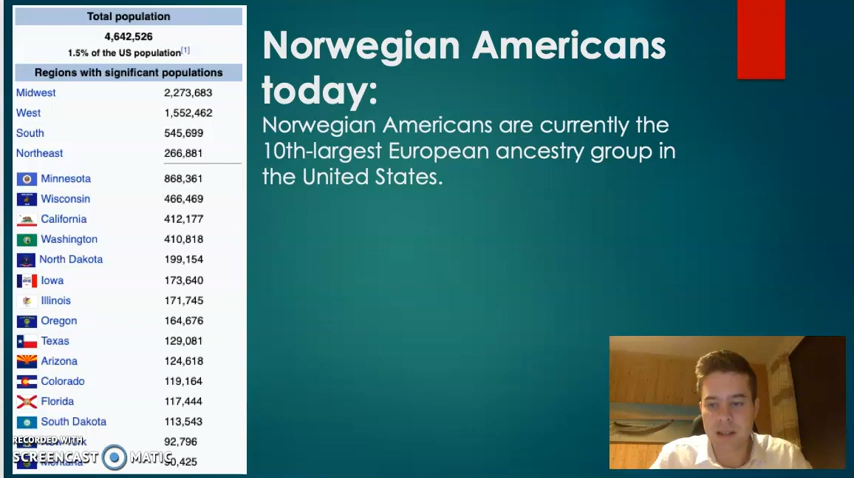 Total population
4,642,526
1.5% of the US population[1]
Regions with significant populations
Midwest 2,273,683
West 1,552,462
South 545,699
Northeast 266,881
Minnesota 868,361
Wisconsin 466,469
California 412,177
Washington 410,818
North Dakota 199,154
Iowa 173,640
Illinois 171,745
Oregon 164,676
Texas 129,081
Arizona 124,618
Colorado 119,164
Florida 117,444
South Dakota 113,543
92,796
Montana
RECORDED WITH
SCREENCAST MATIC
Norwegian Americans
today:
Norwegian Americans are currently the
10th-largest European ancestry group in
the United States.